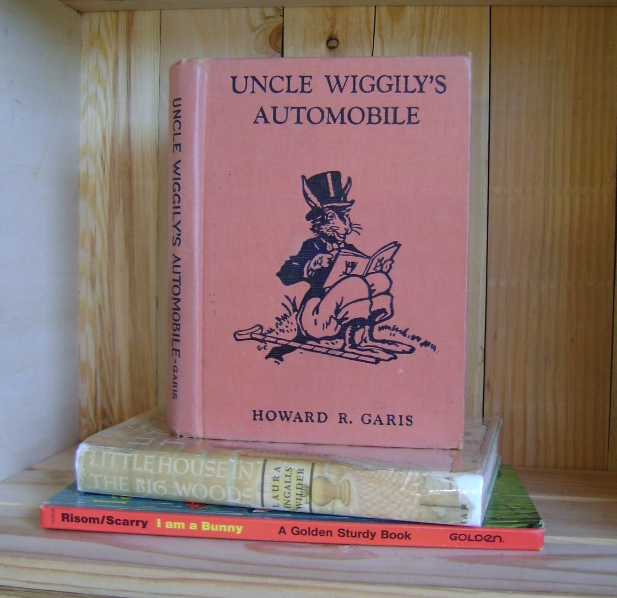 UNCLE WIGGILY'S
AUTOMOBILE
HOWARD R. GARIS
UNCLE WIGGILY'S AUTOMOBILE-GARIS
LITTLE HOUSE IN
THE BIG WOODS
LAURA
INGALLS
WILDER
Risom/Scarry I am a Bunny A Golden Sturdy Book GOLDEN